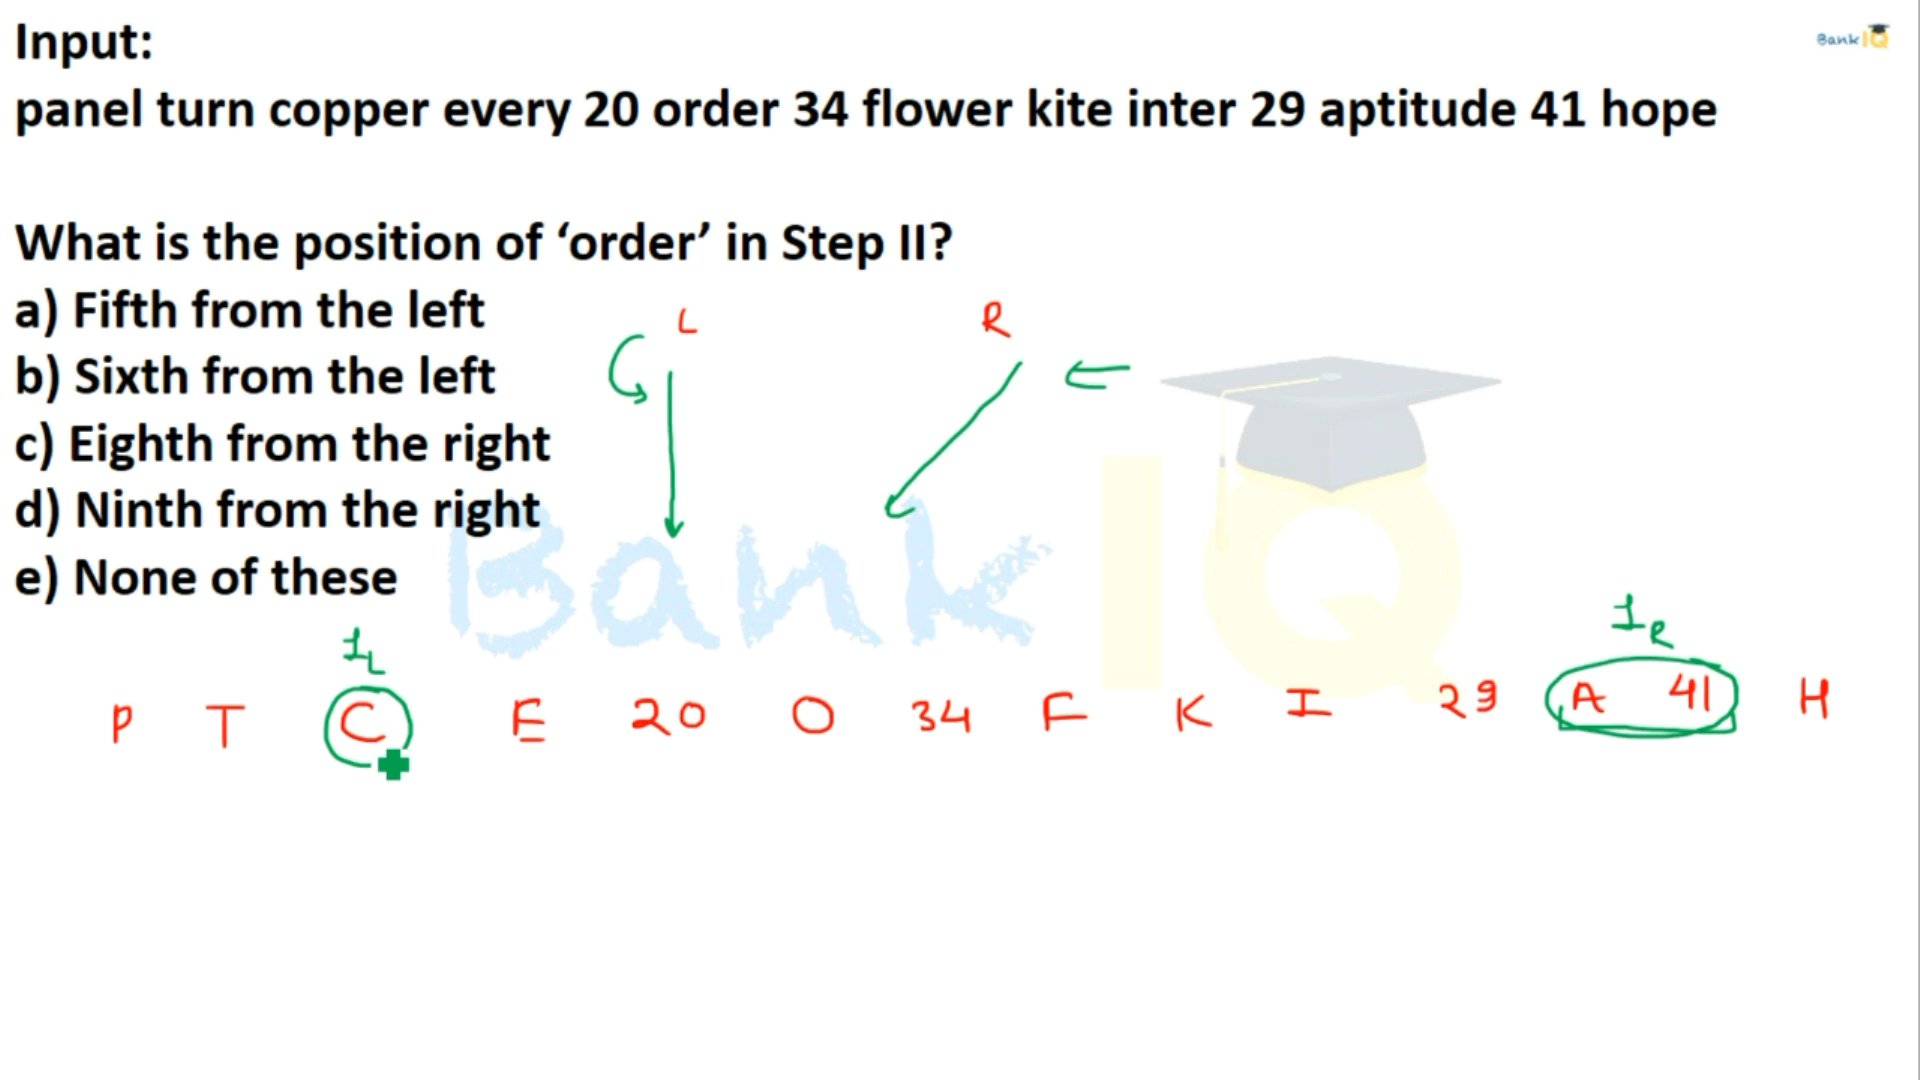 Input:
Bank IQ
panel turn copper every 20 order 34 flower kite inter 29 aptitude 41 hope
What is the position of ‘order’ in Step II?
a) Fifth from the left
L R
b) Sixth from the left
c) Eighth from the right
d) Ninth from the right
Bank IQ
e) None of these
1L 1R
P T C E 20 O 34 F K I 29 A 41 H